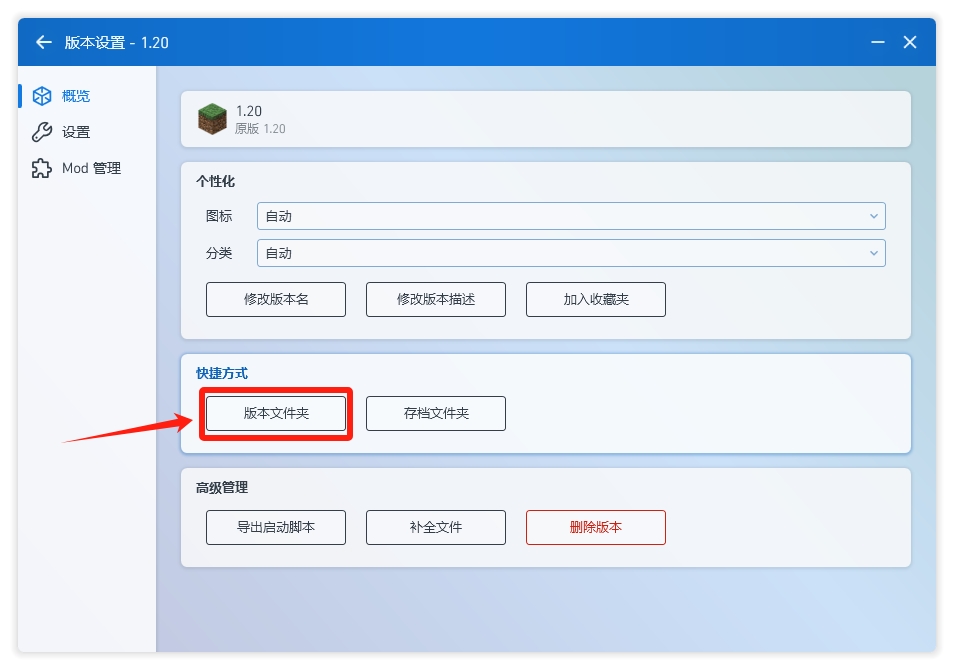 版本设置 - 1.20
概览
设置
Mod 管理
1.20
原版 1.20
个性化
图标 自动
分类 自动
修改版本名 修改版本描述 加入收藏夹
快捷方式
版本文件夹 存档文件夹
高级管理
导出启动脚本 补全文件 删除版本